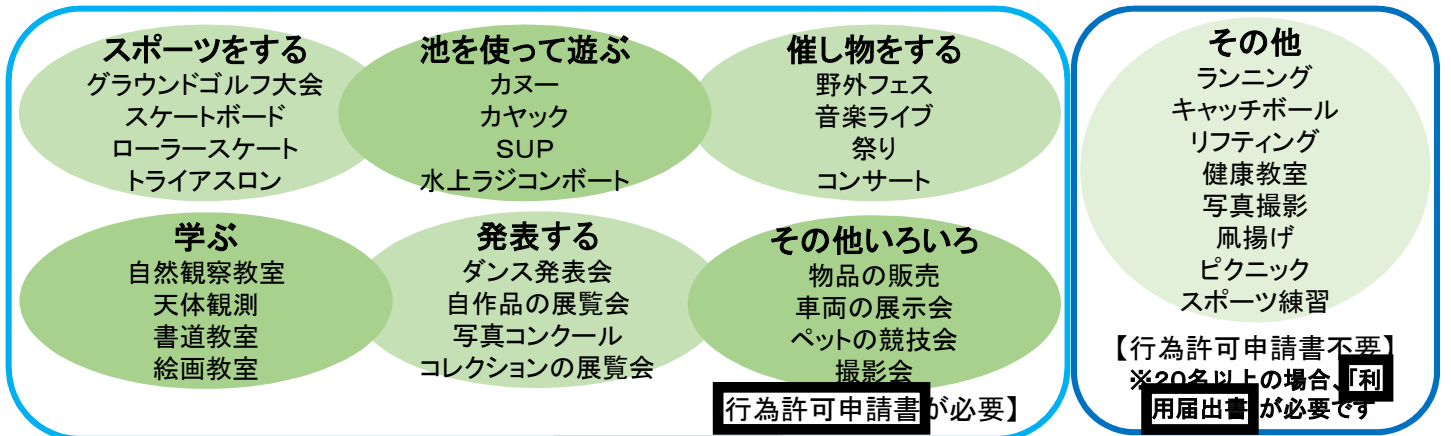 スポーツをする
グラウンドゴルフ大会
スケートボード
ローラースケート
トライアスロン
池を使って遊ぶ
カヌー
カヤック
SUP
水上ラジコンボート
催し物をする
野外フェス
音楽ライブ
祭り
コンサート
学ぶ
自然観察教室
天体観測
書道教室
絵画教室
発表する
ダンス発表会
自作品の展覧会
写真コンクール
コレクションの展覧会
その他いろいろ
物品の販売
車両の展示会
ペットの競技会
撮影会
【行為許可申請書が必要】
その他
ランニング
キャッチボール
リフティング
健康教室
写真撮影
凧揚げ
ピクニック
スポーツ練習
【行為許可申請書不要】
※20名以上の場合、「利
用届出書」が必要です